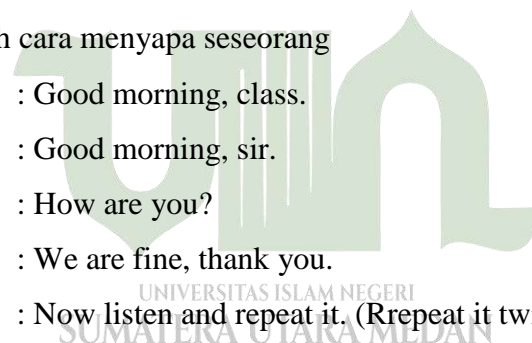 cara menyapa seseorang
: Good morning, class.
: Good morning, sir.
: How are you?
: We are fine, thank you.
UNIVERSITAS ISLAM NEGERI
: Now listen and repeat it. (Rrepeat it
SUMATERA UTARA MEDAN